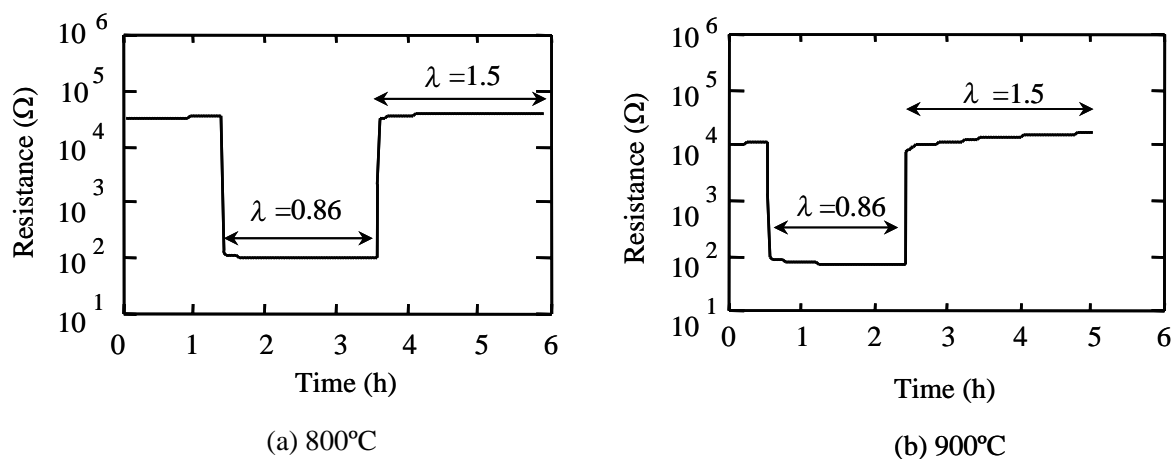 Resistance (Ω)
10 6
10 5
10 4
10 3
10 2
10 1
λ =1.5
λ =0.86
0 1 2 3 4 5 6
Time (h)
(a) 800ºC
Resistance (Ω)
10 6
10 5
10 4
10 3
10 2
10 1
λ =1.5
λ =0.86
0 1 2 3 4 5 6
Time (h)
(b) 900ºC